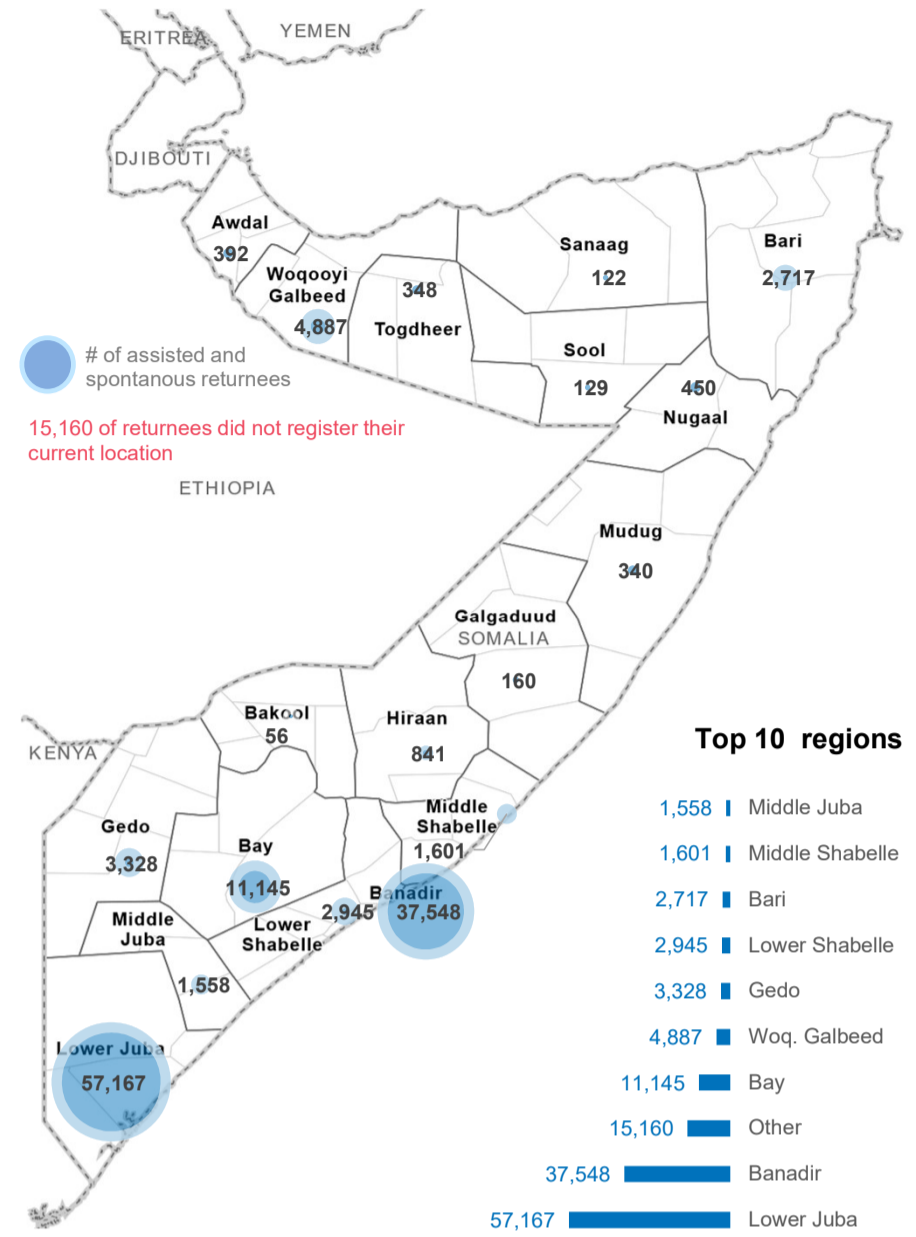 ERITREA
YEMEN
DJIBOUTI
Awdal
392
Woqooyi
Galbeed
4,887
348
Togdheer
Sanaag
122
Bari
2,717
Sool
129
450
Nugaal
# of assisted and
spontanous returnees
15,160 of returnees did not register their
current location
ETHIOPIA
Mudug
340
Galgaduud
SOMALIA
160
Bakool
56
Hiraan
841
KENYA
Gedo
3,328
Bay
11,145
Middle
Shabelle
1,601
Banadir
37,548
2,945
Lower
Shabelle
Middle
Juba
1,558
Lower Juba
57,167
Top 10 regions
1,558 Middle Juba
1,601 Middle Shabelle
2,717 Bari
2,945 Lower Shabelle
3,328 Gedo
4,887 Woq. Galbeed
11,145 Bay
15,160 Other
37,548 Banadir
57,167 Lower Juba